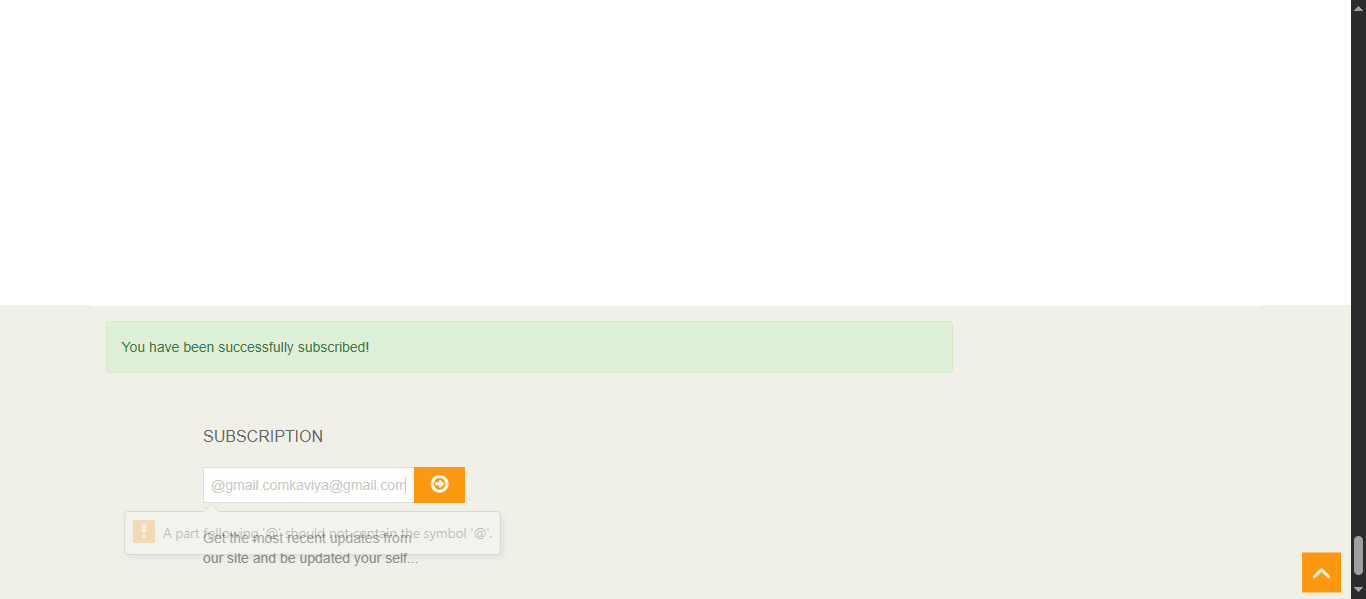 You have been successfully subscribed!
SUBSCRIPTION
@gmail.comkaviya@gmail.com
A part following '@' should not contain the symbol '@'.
Get the most recent updates from
our site and be updated your self...